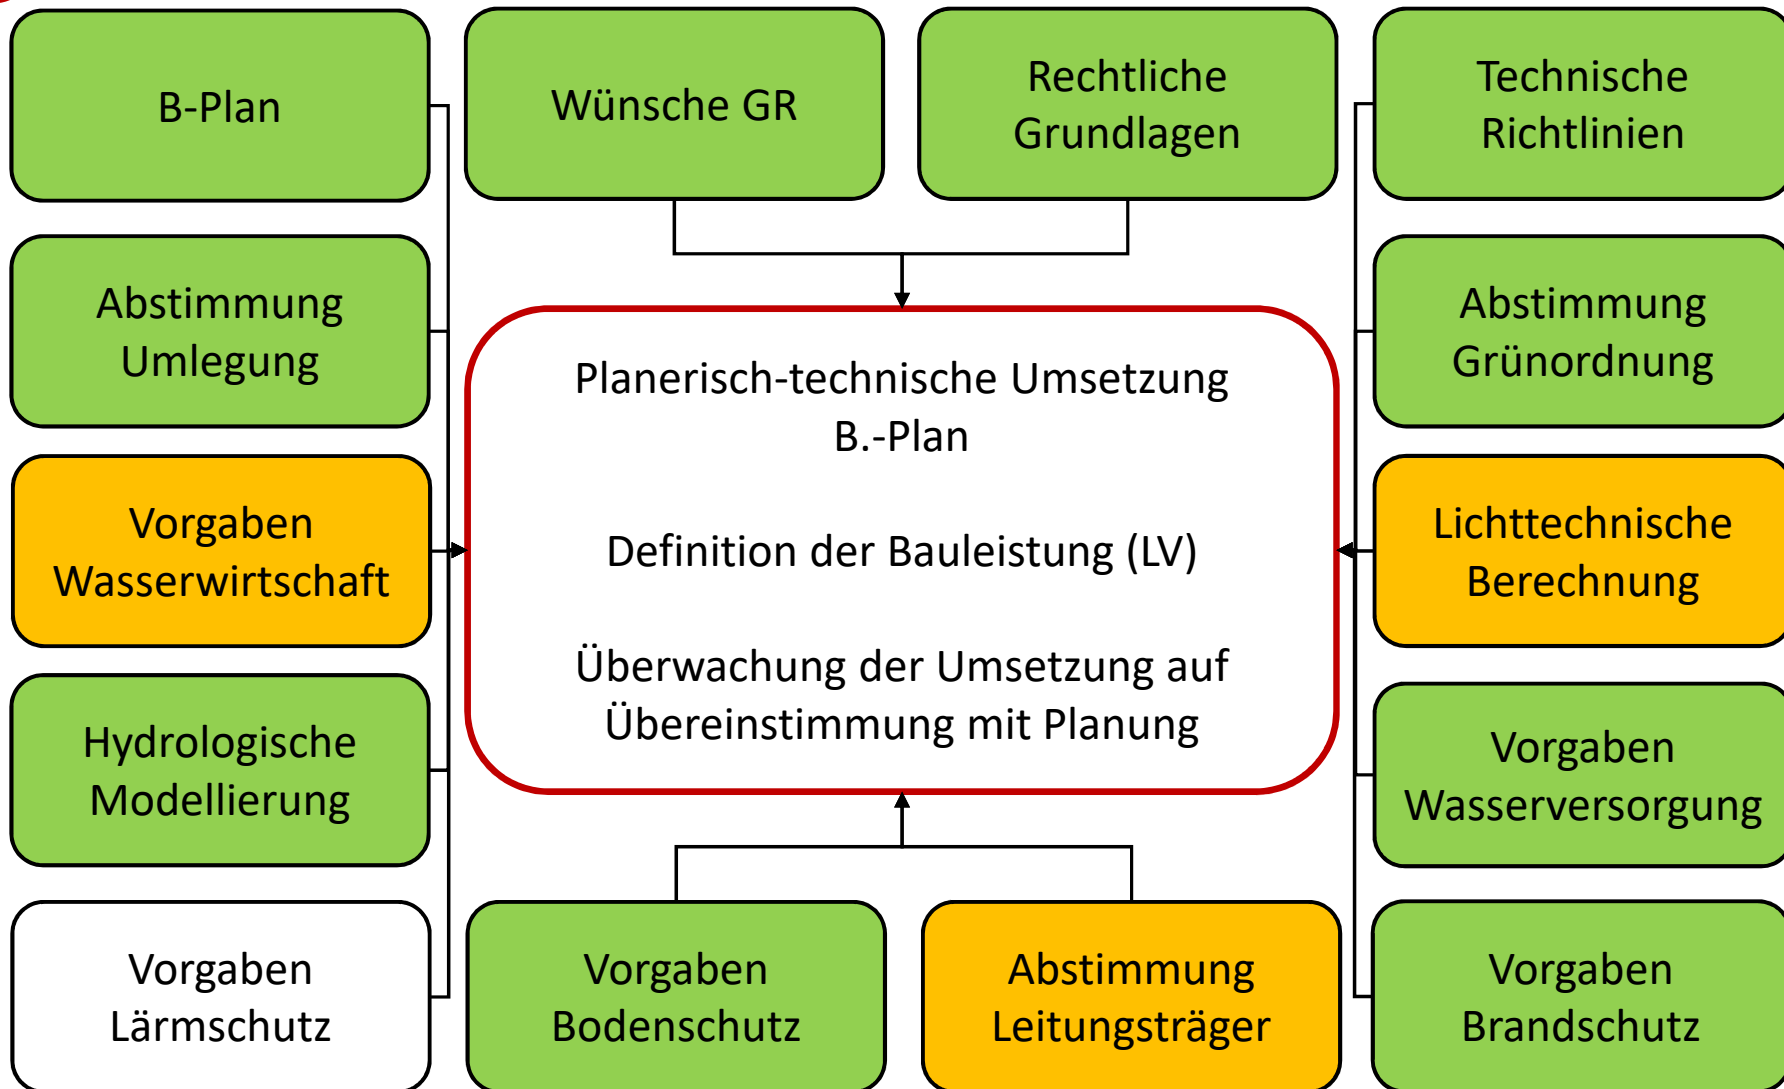 B-Plan
Wünsche GR
Rechtliche
Grundlagen
Technische
Richtlinien
Abstimmung
Umlegung
Planerisch-technische Umsetzung
B.-Plan
Definition der Bauleistung (LV)
Überwachung der Umsetzung auf
Übereinstimmung mit Planung
Abstimmung
Grünordnung
Vorgaben
Wasserwirtschaft
Lichttechnische
Berechnung
Hydrologische
Modellierung
Vorgaben
Wasserversorgung
Vorgaben
Lärmschutz
Vorgaben
Bodenschutz
Abstimmung
Leitungsträger
Vorgaben
Brandschutz